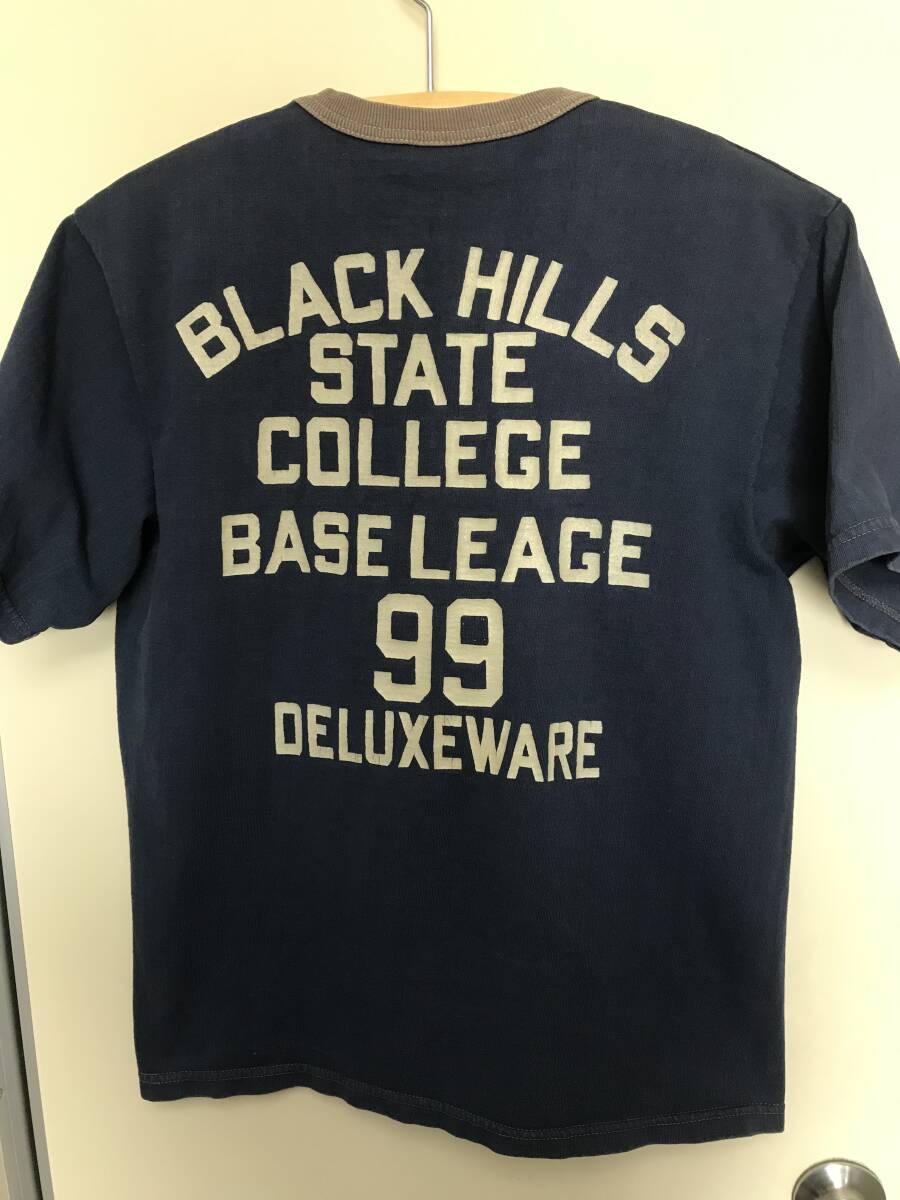 BLACK HILLS
STATE
COLLEGE
BASE LEAGE
99
DELUXEWARE